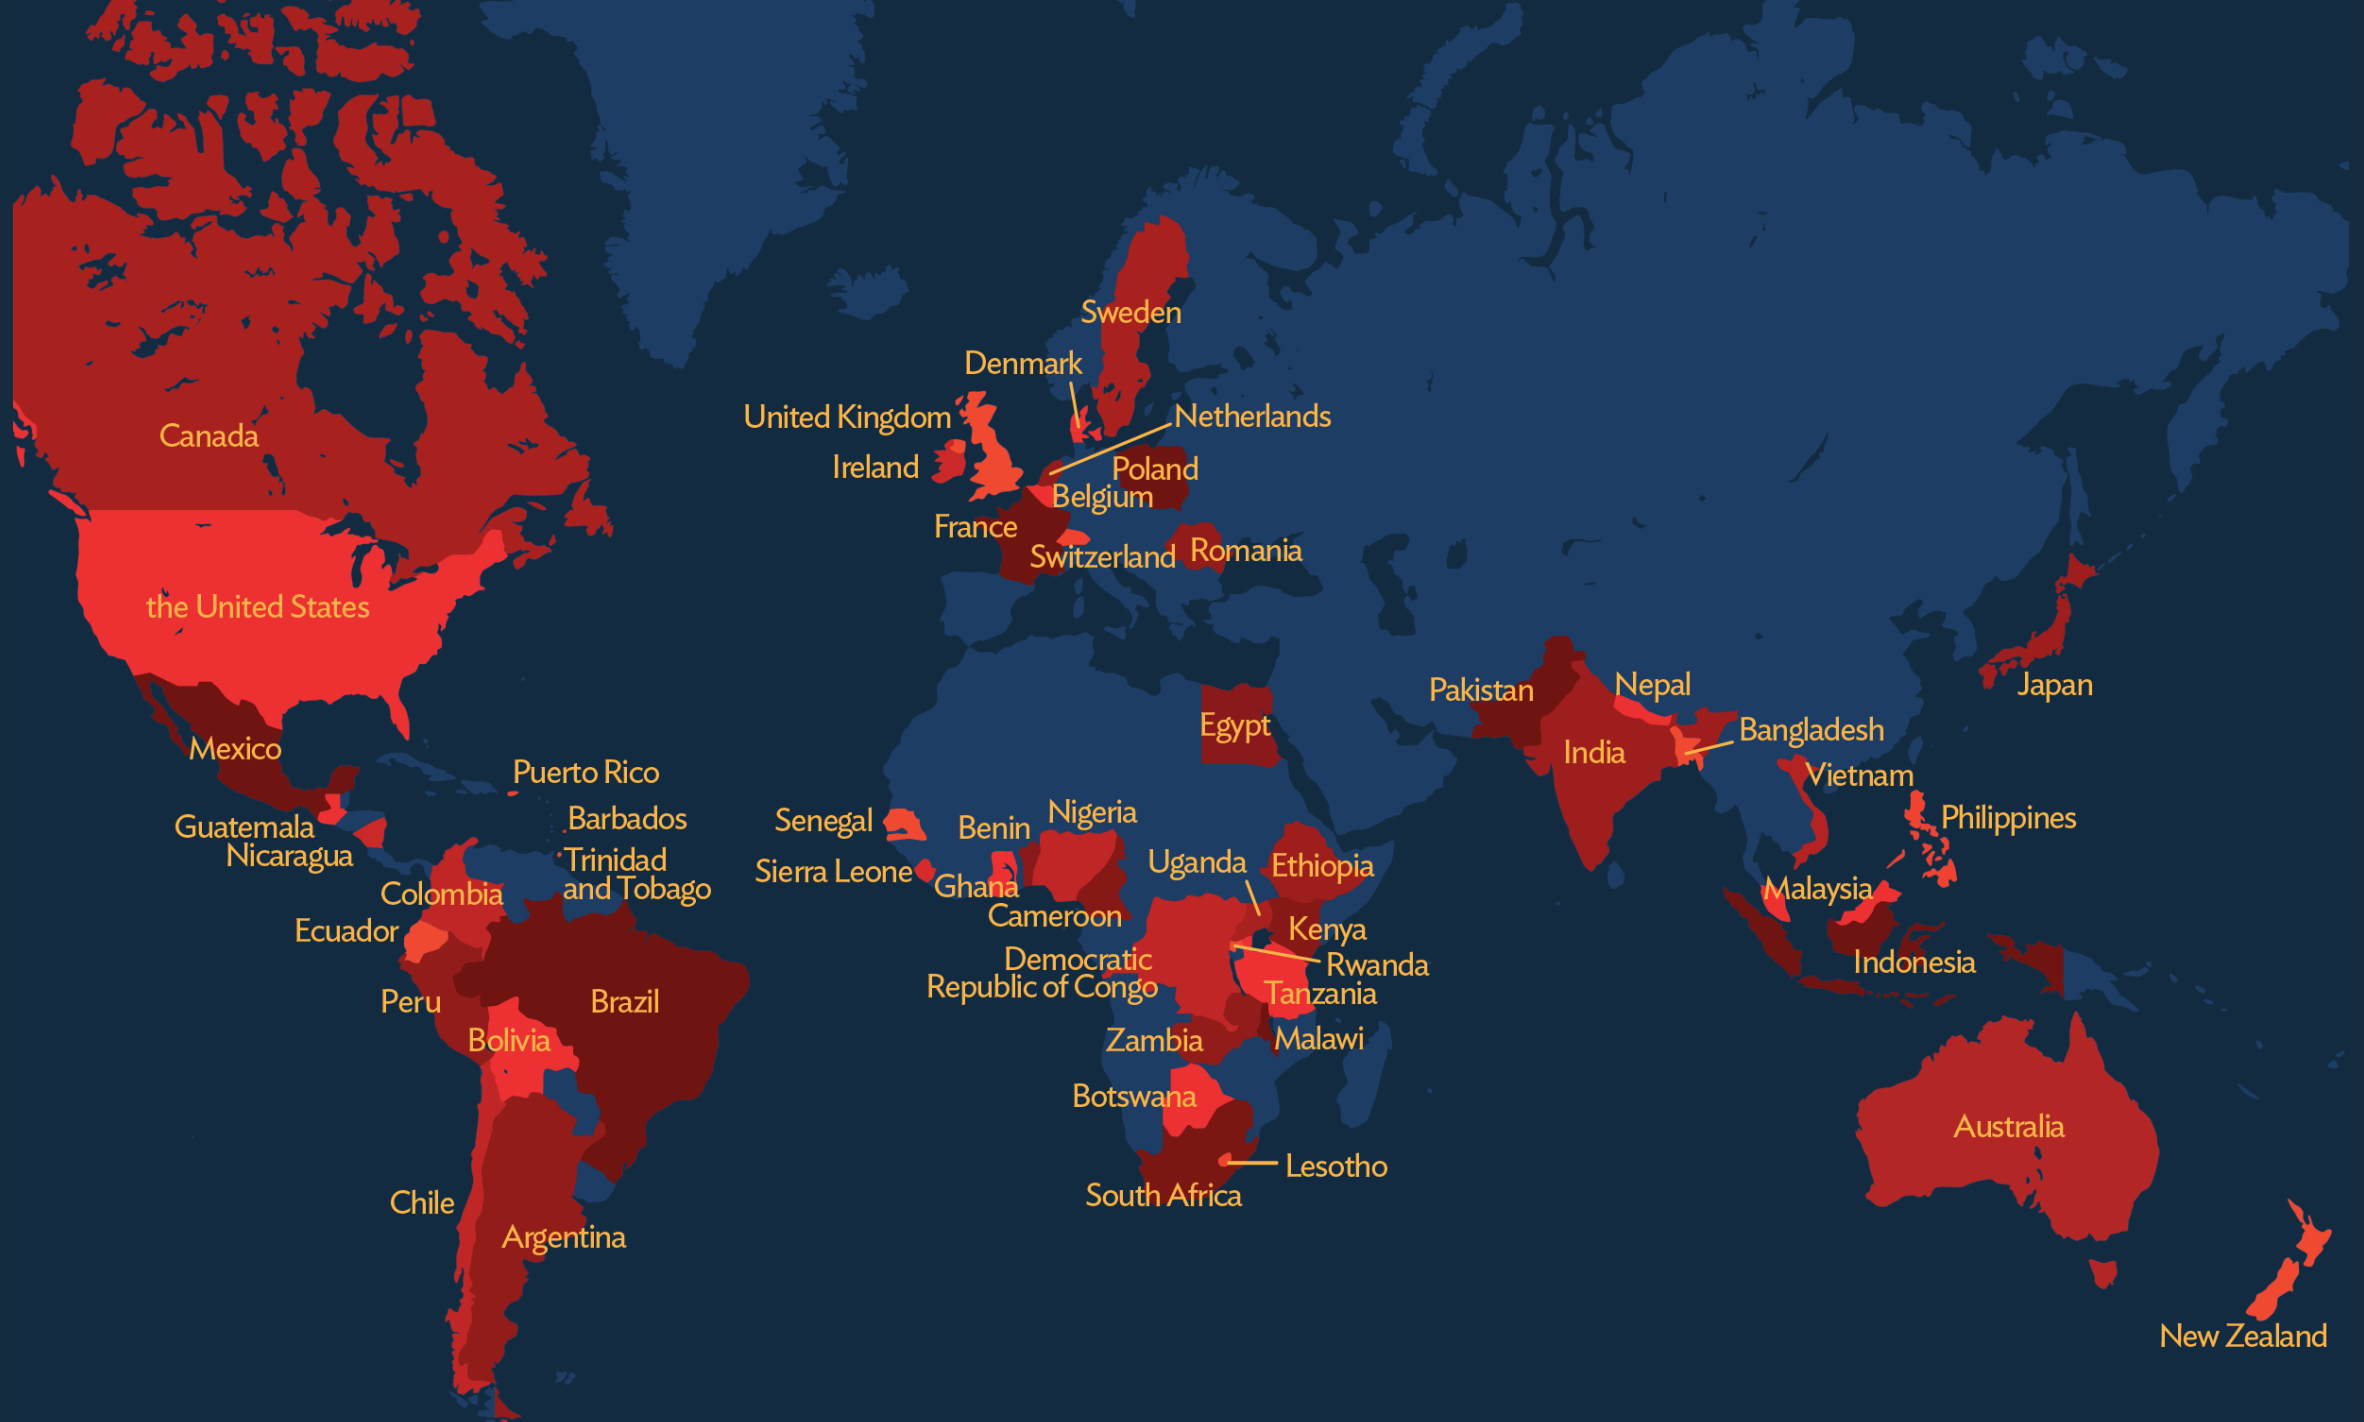 Sweden
Denmark
United Kingdom
Netherlands
Ireland
Poland
Belgium
France
Switzerland
Romania
Canada
the United States
Mexico
Puerto Rico
Guatemala
Barbados
Nicaragua
Trinidad
and Tobago
Colombia
Ecuador
Peru
Brazil
Bolivia
Chile
Argentina
Egypt
Senegal
Benin
Nigeria
Sierra Leone
Ghana
Uganda
Ethiopia
Cameroon
Kenya
Democratic
Republic of Congo
Rwanda
Tanzania
Zambia
Malawi
Botswana
Lesotho
South Africa
Pakistan
Nepal
India
Bangladesh
Japan
Vietnam
Philippines
Malaysia
Indonesia
Australia
New Zealand